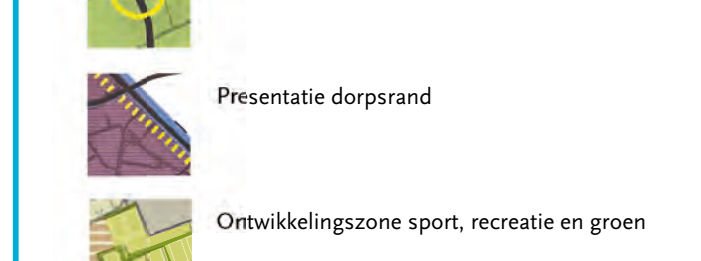 Presentatie dorpsrand
Ontwikkelingszone sport, recreatie en groen